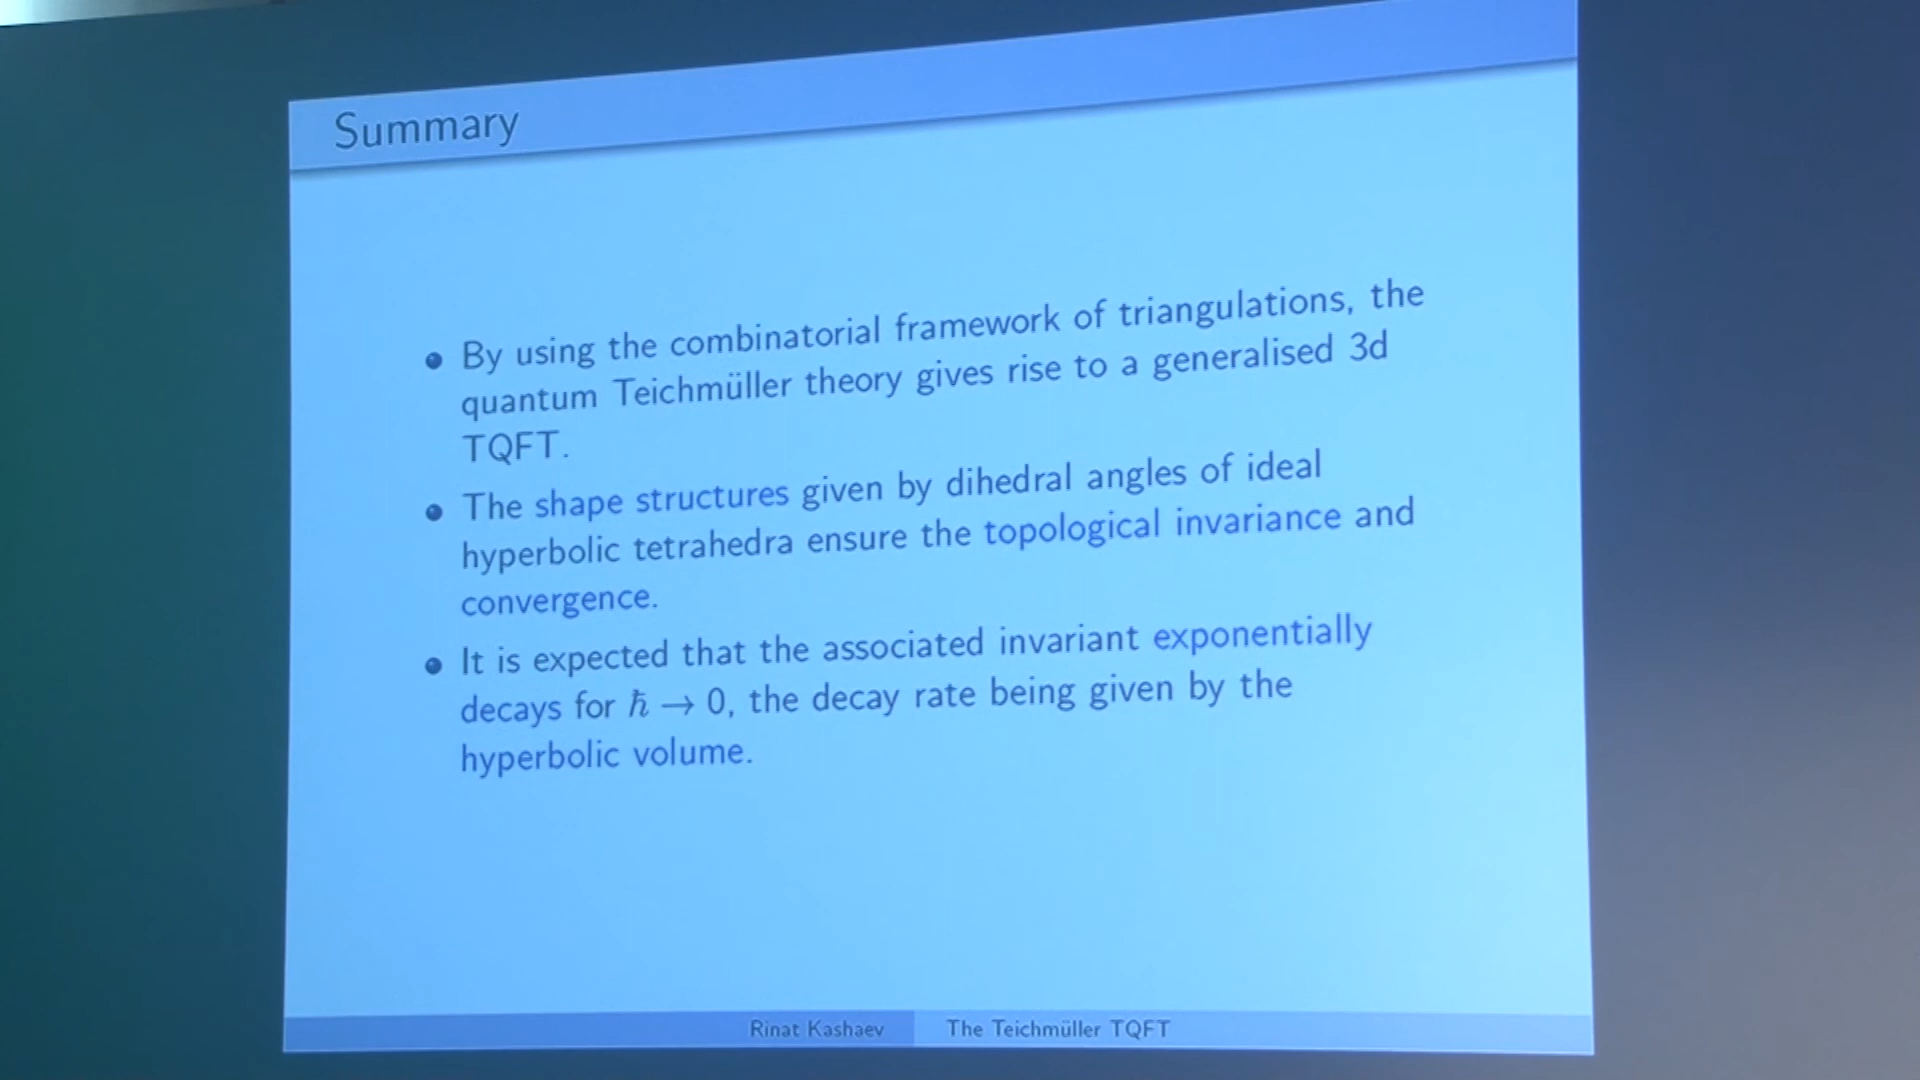 Summary
• By using the combinatorial framework of triangulations, the
quantum Teichmüller theory gives rise to a generalised 3d
TQFT.
• The shape structures given by dihedral angles of ideal
hyperbolic tetrahedra ensure the topological invariance and
convergence.
• It is expected that the associated invariant exponentially
decays for ℏ → 0, the decay rate being given by the
hyperbolic volume.
Rinat Kashaev The Teichmüller TQFT